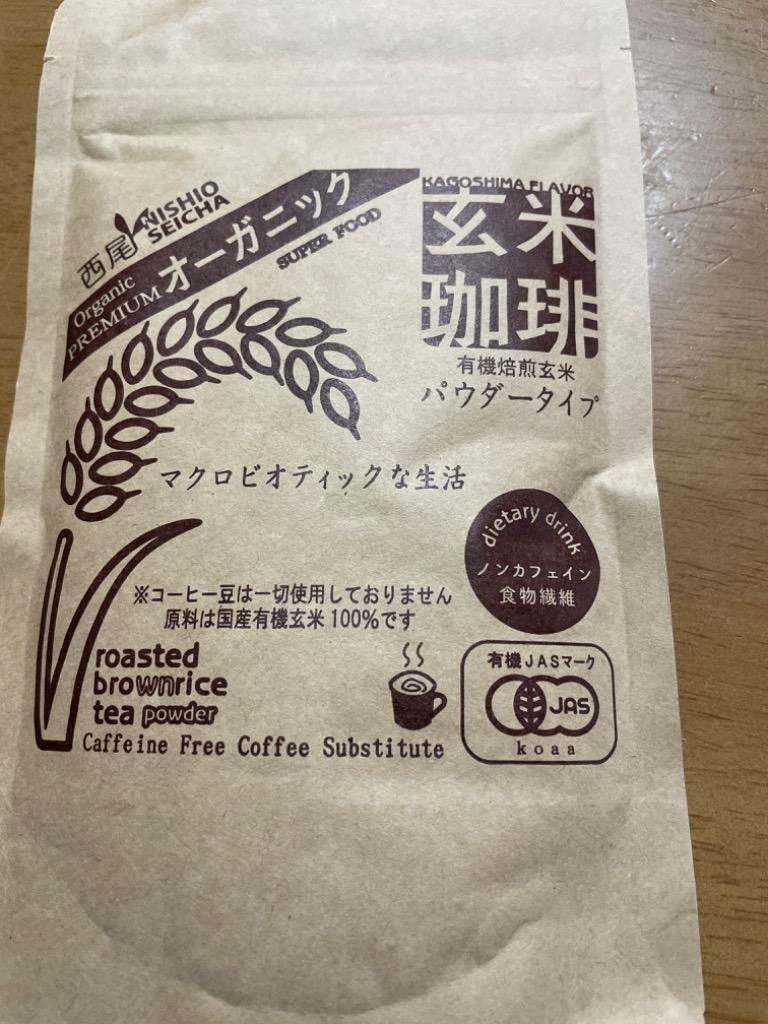 西尾 NISHIO
SEICHA
Organic
PREMIUM オーガニック
SUPER FOOD
KAGOSHIMA FLAVOR
玄米
珈琲
有機焙煎玄米
パウダータイプ
マクロビオティックな生活
dietary drink
ノンカフェイン
食物繊維
※コーヒー豆は一切使用しておりません
原料は国産有機玄米100%です
roasted
brownrice
tea powder
Caffeine Free Coffee Substitute
有機JASマーク
JAS
koaa